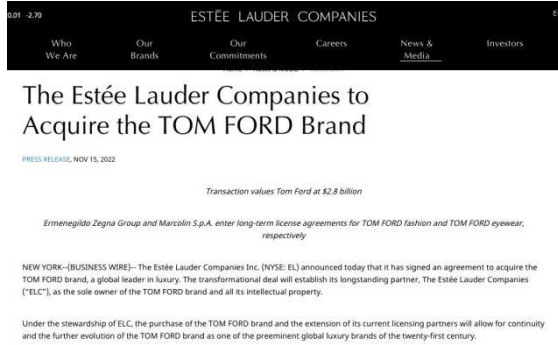 0.01 -2.70
ESTĒE LAUDER COMPANIES
Who
We Are
Our
Brands
Our
Commitments
Careers
News &
Media
Investors
The Estée Lauder Companies to
Acquire the TOM FORD Brand
PRESS RELEASE, NOV 15, 2022
Transaction values Tom Ford at $2.8 billion
Ermenegildo Zegna Group and Marcolin S.p.A. enter long-term license agreements for TOM FORD fashion and TOM FORD eyewear,
respectively
NEW YORK--(BUSINESS WIRE)-- The Estée Lauder Companies Inc. (NYSE: EL) announced today that it has signed an agreement to acquire the
TOM FORD brand, a global leader in luxury. The transformational deal will establish its longstanding partner, The Estée Lauder Companies
("ELC"), as the sole owner of the TOM FORD brand and all its intellectual property.
Under the stewardship of ELC, the purchase of the TOM FORD brand and the extension of its current licensing partners will allow for continuity
and the further evolution of the TOM FORD brand as one of the preeminent global luxury brands of the twenty-first century.